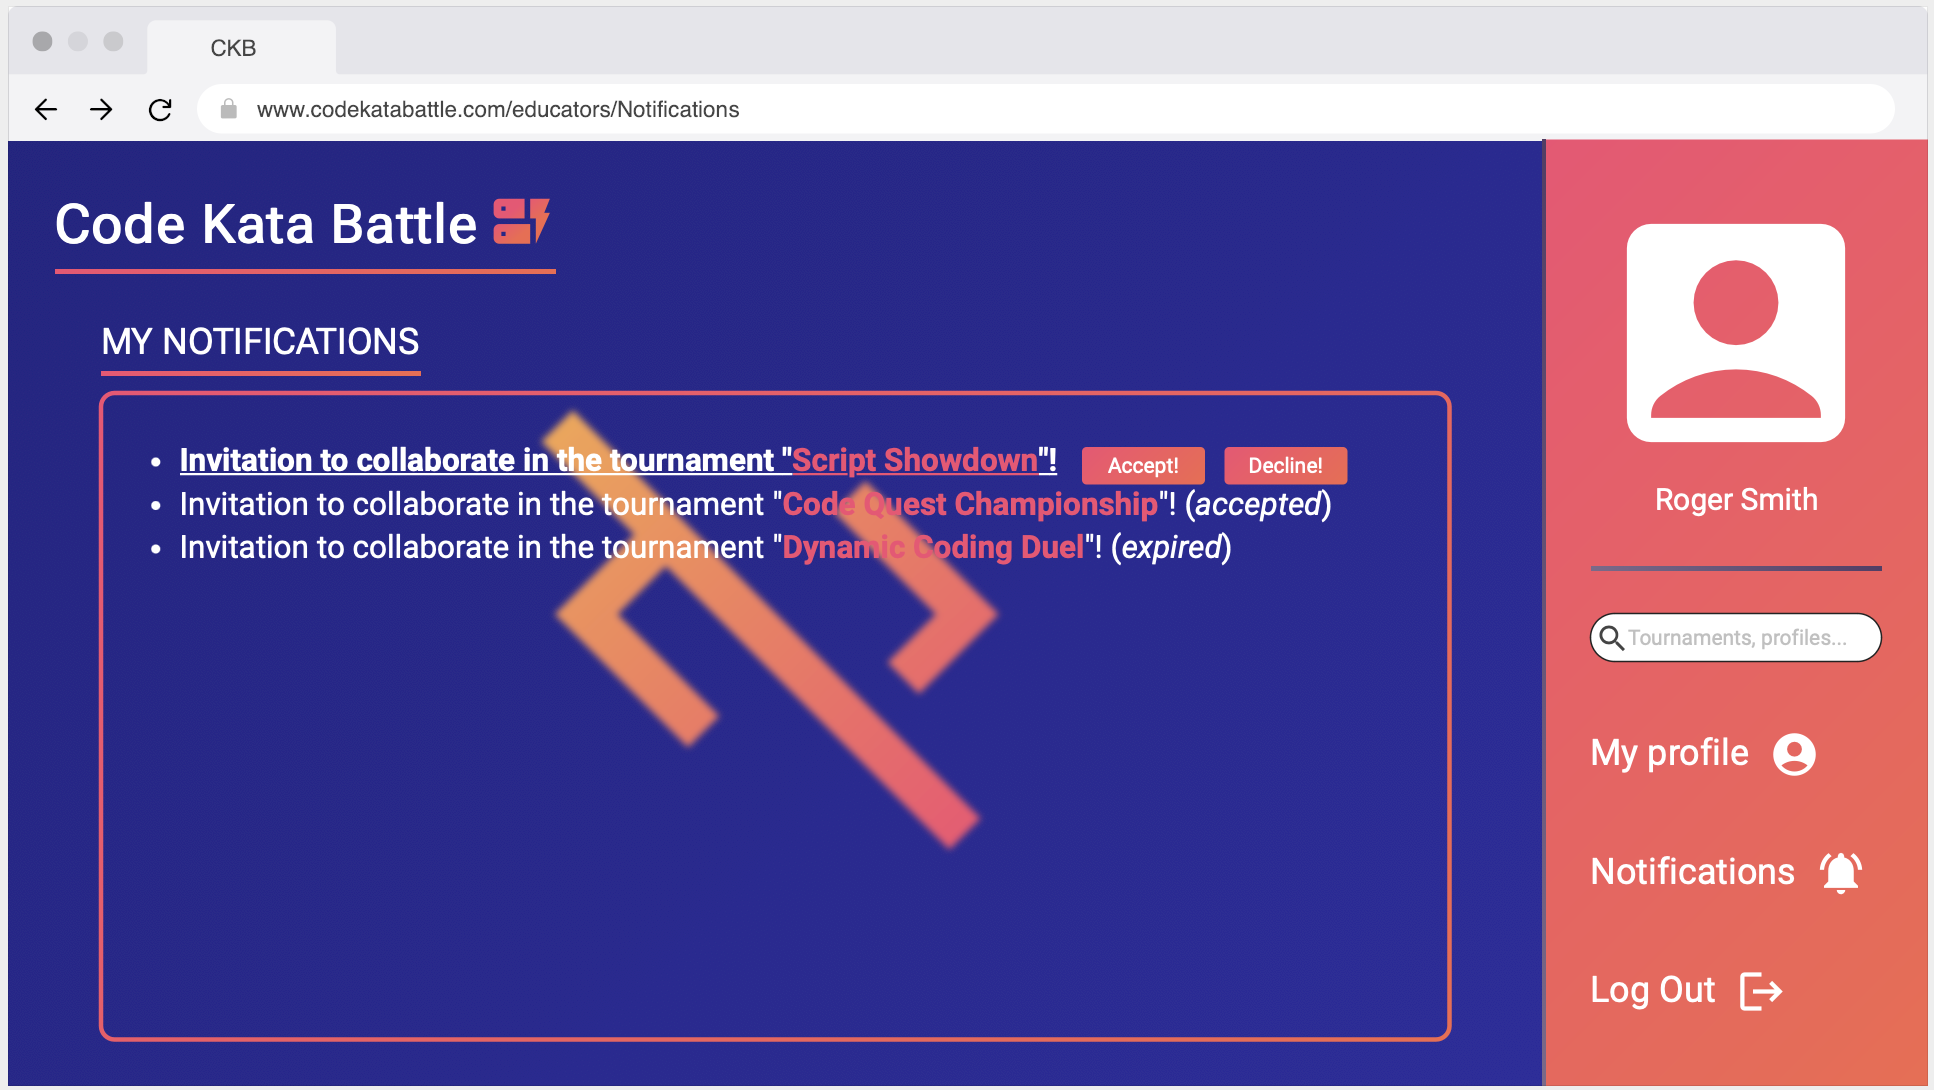 CKB
www.codekatabattle.com/educators/Notifications
Code Kata Battle
MY NOTIFICATIONS
• Invitation to collaborate in the tournament "Script Showdown"! Accept! Decline!
• Invitation to collaborate in the tournament "Code Quest Championship"! (accepted)
• Invitation to collaborate in the tournament "Dynamic Coding Duel"! (expired)
Roger Smith
Tournaments, profiles...
My profile
Notifications
Log Out